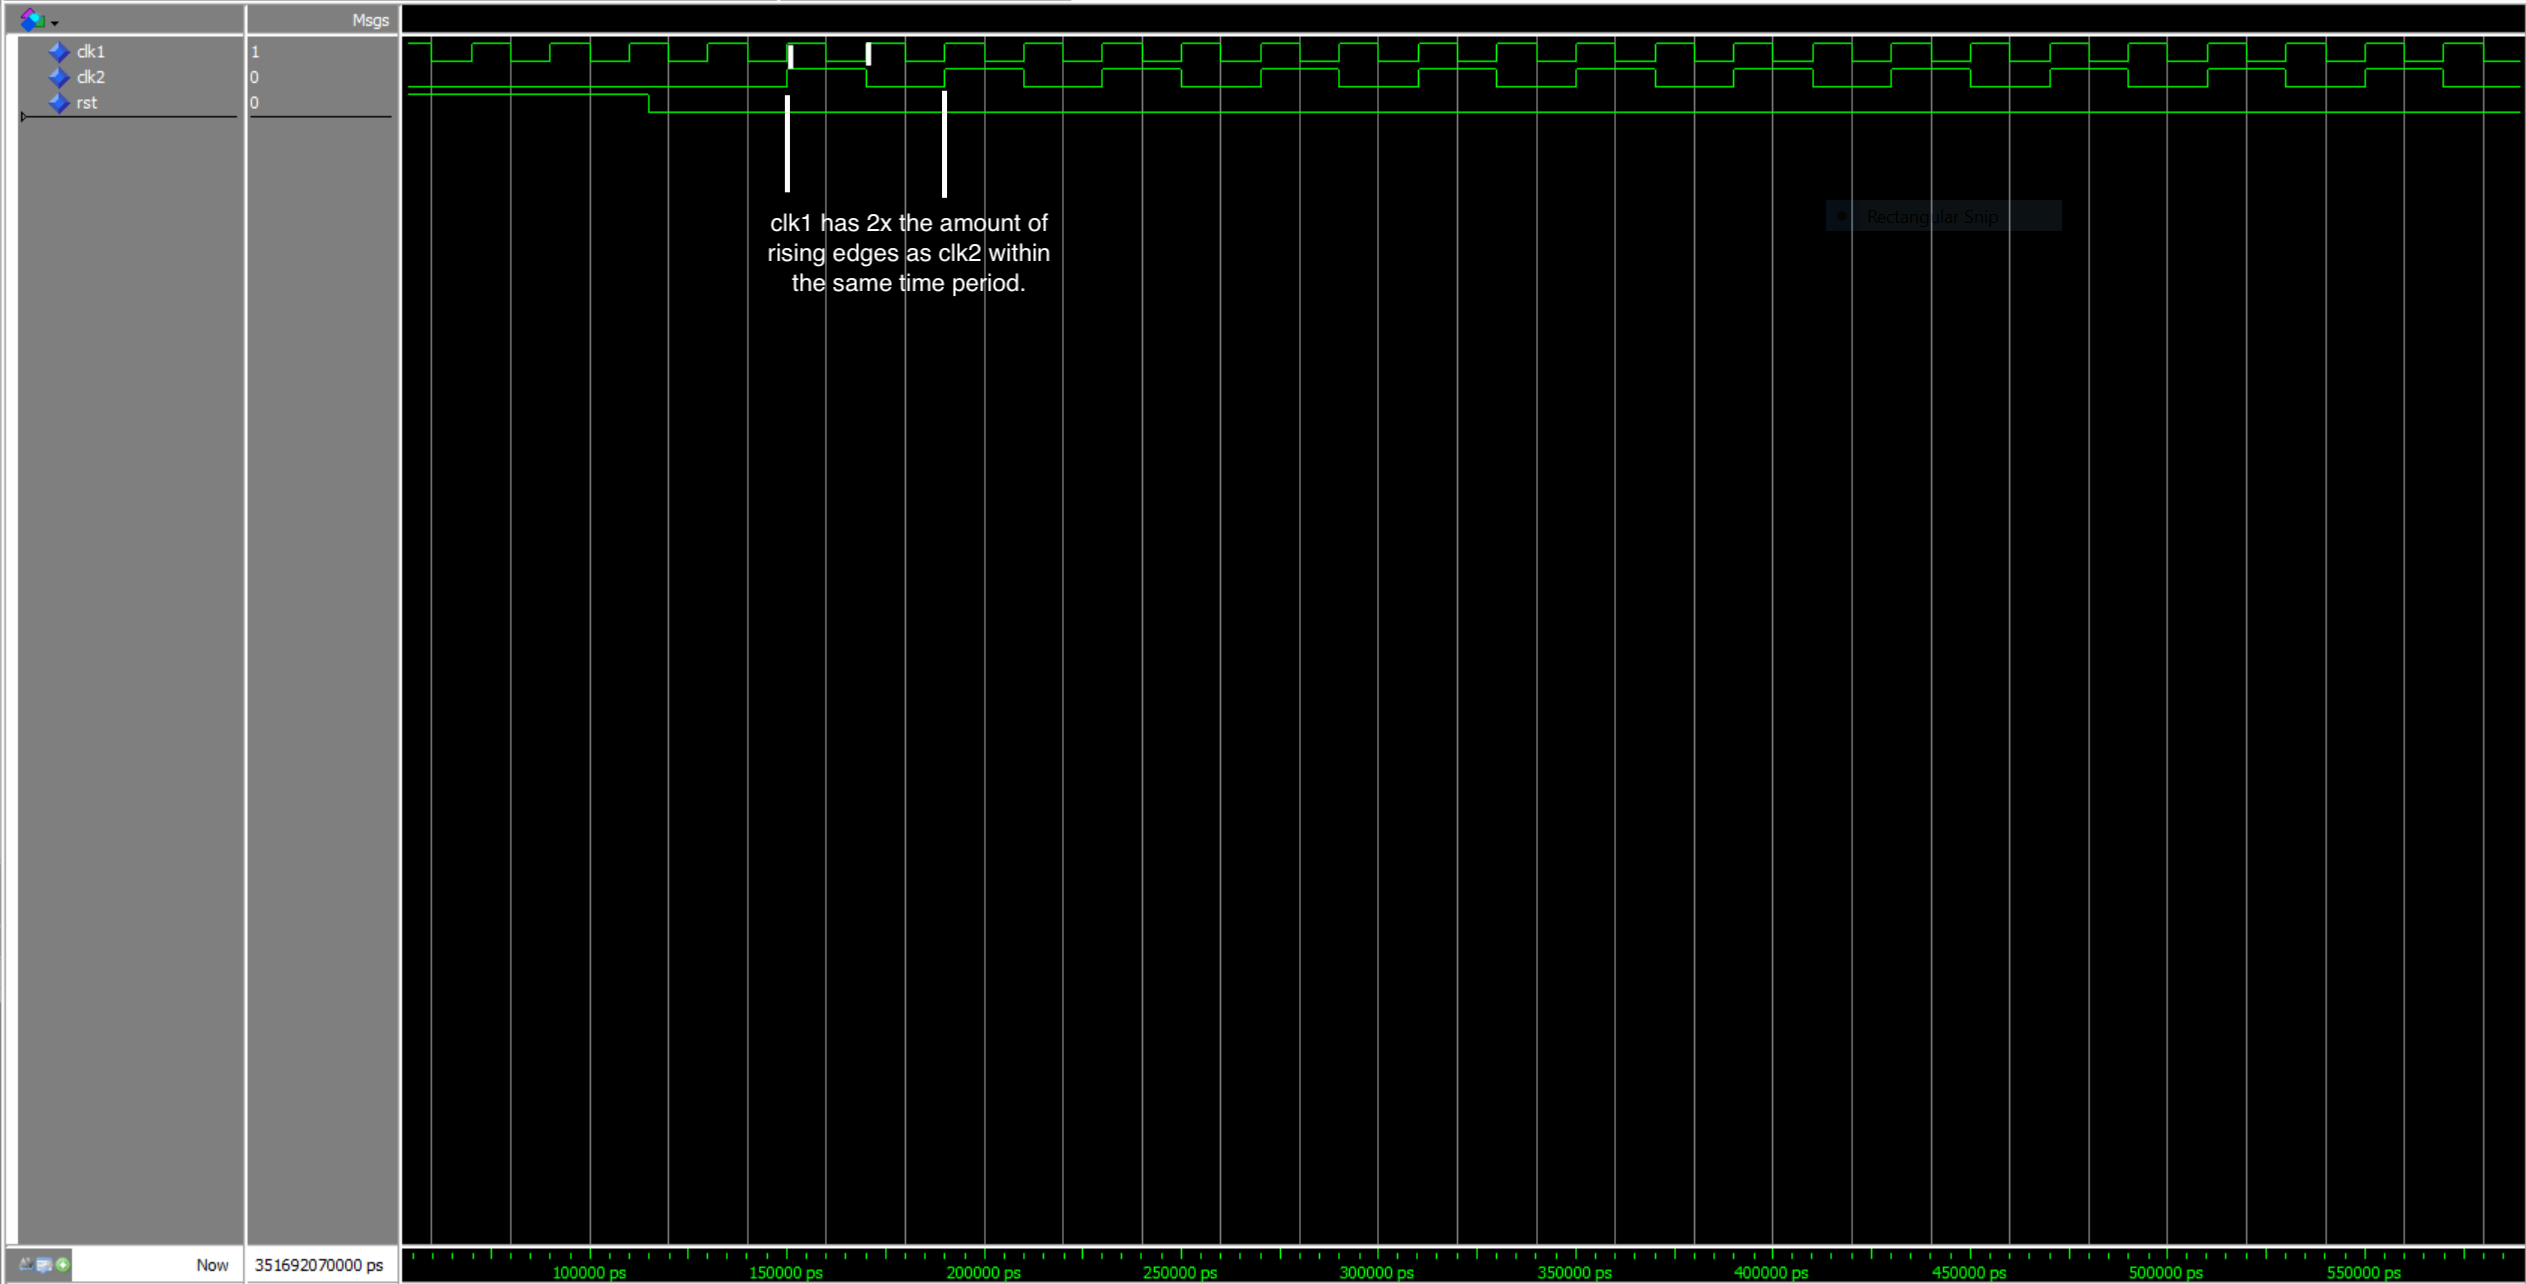 Msgs
clk1 1
clk2 0
rst 0
clk1 has 2x the amount of
rising edges as clk2 within
the same time period.
Rectangular Snip
Now 351692070000 ps
100000 ps 150000 ps 200000 ps 250000 ps 300000 ps 350000 ps 400000 ps 450000 ps 500000 ps 550000 ps